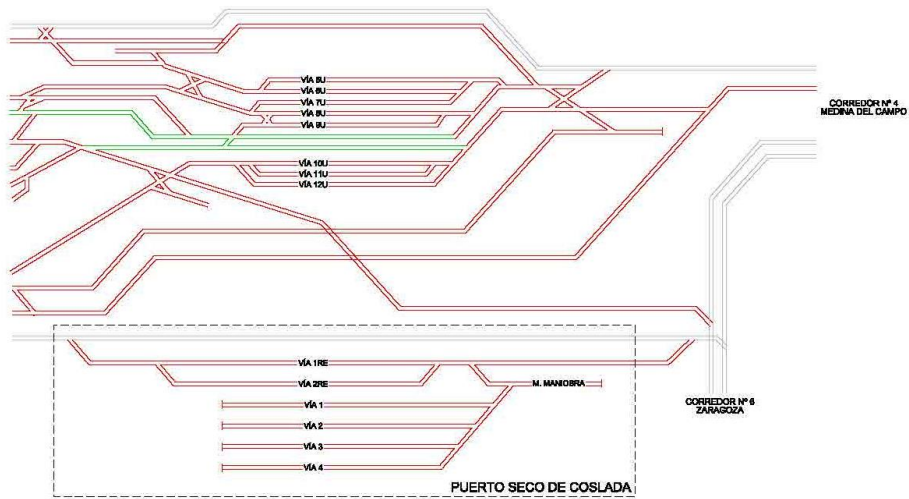 VÍA 5U
VÍA 6U
VÍA 7U
VÍA 8U
VÍA 9U
CORREDOR Nº 4
MEDINA DEL CAMPO
VÍA 10U
VÍA 11U
VÍA 12U
VÍA 1RE
VÍA 2RE
M. MANIOBRA
VÍA 1
CORREDOR Nº 6
ZARAGOZA
VÍA 2
VÍA 3
VÍA 4
PUERTO SECO DE COSLADA